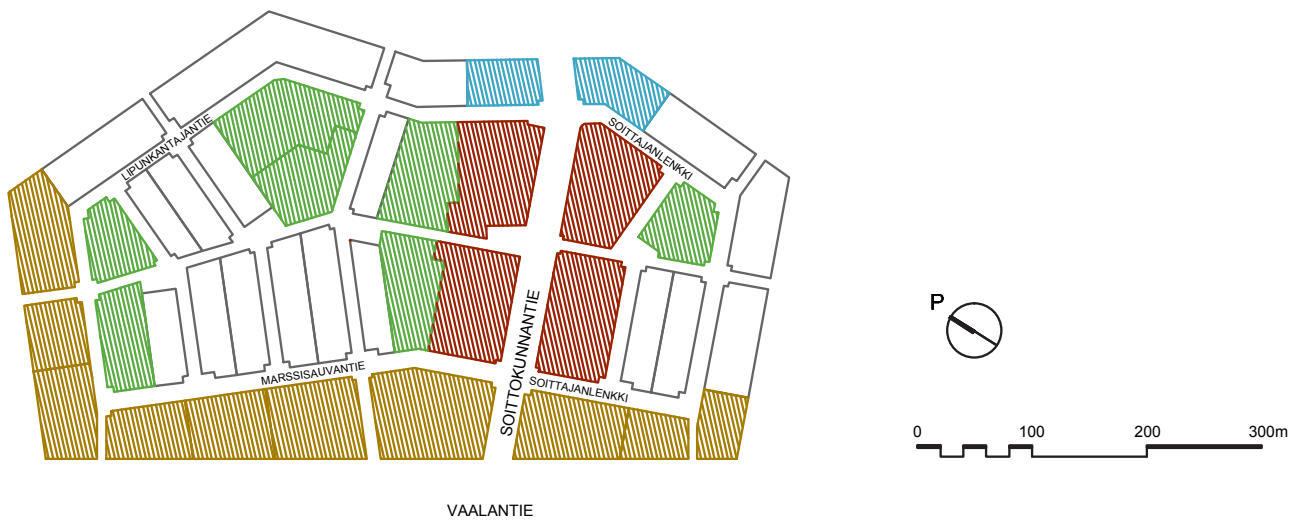 LIPUNKANTAJANTIE
SOITTAJANLENKKI
P
SOITTOKUNNANTIE
MARSSISAUVANTIE
SOITTAJANLENKKI
0 100 200 300m
VAALANTIE